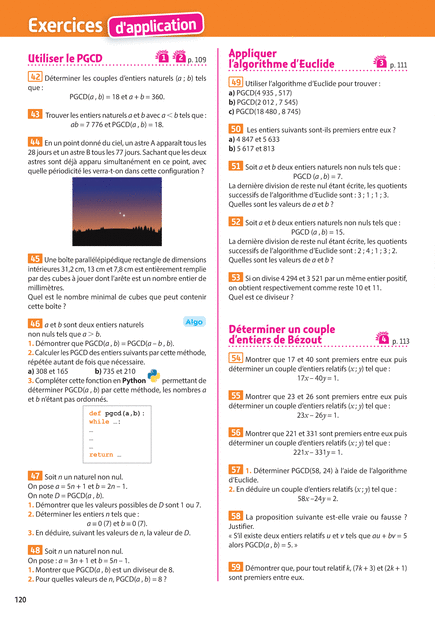 Exercices d'application
Utiliser le PGCD 1 2 p. 109
42 Déterminer les couples d'entiers naturels (a ; b) tels
que :
PGCD(a , b) = 18 et a + b = 360.
43 Trouver les entiers naturels a et b avec a < b tels que :
ab = 7 776 et PGCD(a , b) = 18.
44 En un point donné du ciel, un astre A apparaît tous les
28 jours et un astre B tous les 77 jours. Sachant que les deux
astres sont déjà apparu simultanément en ce point, avec
quelle périodicité les verra-t-on dans cette configuration ?
45 Une boîte parallélépipédique rectangle de dimensions
intérieures 31,2 cm, 13 cm et 7,8 cm est entièrement remplie
par des cubes à jouer dont l'arête est un nombre entier de
millimètres.
Quel est le nombre minimal de cubes que peut contenir
cette boîte ?
46 a et b sont deux entiers naturels Algo
non nuls tels que a > b.
1. Démontrer que PGCD(a , b) = PGCD(a – b , b).
2. Calculer les PGCD des entiers suivants par cette méthode,
répétée autant de fois que nécessaire.
a) 308 et 165 b) 735 et 210
3. Compléter cette fonction en Python permettant de
déterminer PGCD(a , b) par cette méthode, les nombres a
et b n'étant pas ordonnés.
def pgcd(a,b):
while …:
…
…
…
return …
47 Soit n un naturel non nul.
On pose a = 5n + 1 et b = 2n – 1.
On note D = PGCD(a , b).
1. Démontrer que les valeurs possibles de D sont 1 ou 7.
2. Déterminer les entiers n tels que :
a ≡ 0 (7) et b ≡ 0 (7).
3. En déduire, suivant les valeurs de n, la valeur de D.
48 Soit n un naturel non nul.
On pose : a = 3n + 1 et b = 5n – 1.
1. Montrer que PGCD(a , b) est un diviseur de 8.
2. Pour quelles valeurs de n, PGCD(a , b) = 8 ?
Appliquer
l'algorithme d'Euclide 3 p. 111
49 Utiliser l'algorithme d'Euclide pour trouver :
a) PGCD(4 935 , 517)
b) PGCD(2 012 , 7 545)
c) PGCD(18 480 , 8 745)
50 Les entiers suivants sont-ils premiers entre eux ?
a) 4 847 et 5 633
b) 5 617 et 813
51 Soit a et b deux entiers naturels non nuls tels que :
PGCD (a , b) = 7.
La dernière division de reste nul étant écrite, les quotients
successifs de l'algorithme d'Euclide sont : 3 ; 1 ; 1 ; 3.
Quelles sont les valeurs de a et b ?
52 Soit a et b deux entiers naturels non nuls tels que :
PGCD (a , b) = 15.
La dernière division de reste nul étant écrite, les quotients
successifs de l'algorithme d'Euclide sont : 2 ; 4 ; 1 ; 3 ; 2.
Quelles sont les valeurs de a et b ?
53 Si on divise 4 294 et 3 521 par un même entier positif,
on obtient respectivement comme reste 10 et 11.
Quel est ce diviseur ?
Déterminer un couple
d'entiers de Bézout 4 p. 113
54 Montrer que 17 et 40 sont premiers entre eux puis
déterminer un couple d'entiers relatifs (x ; y) tel que :
17x – 40y = 1.
55 Montrer que 23 et 26 sont premiers entre eux puis
déterminer un couple d'entiers relatifs (x ; y) tel que :
23x – 26y = 1.
56 Montrer que 221 et 331 sont premiers entre eux puis
déterminer un couple d'entiers relatifs (x ; y) tel que :
221x – 331y = 1.
57 1. Déterminer PGCD(58, 24) à l'aide de l'algorithme
d'Euclide.
2. En déduire un couple d'entiers relatifs (x ; y) tel que :
58x –24y = 2.
58 La proposition suivante est-elle vraie ou fausse ?
Justifier.
« S'il existe deux entiers relatifs u et v tels que au + bv = 5
alors PGCD(a , b) = 5. »
59 Démontrer que, pour tout relatif k, (7k + 3) et (2k + 1)
sont premiers entre eux.
120